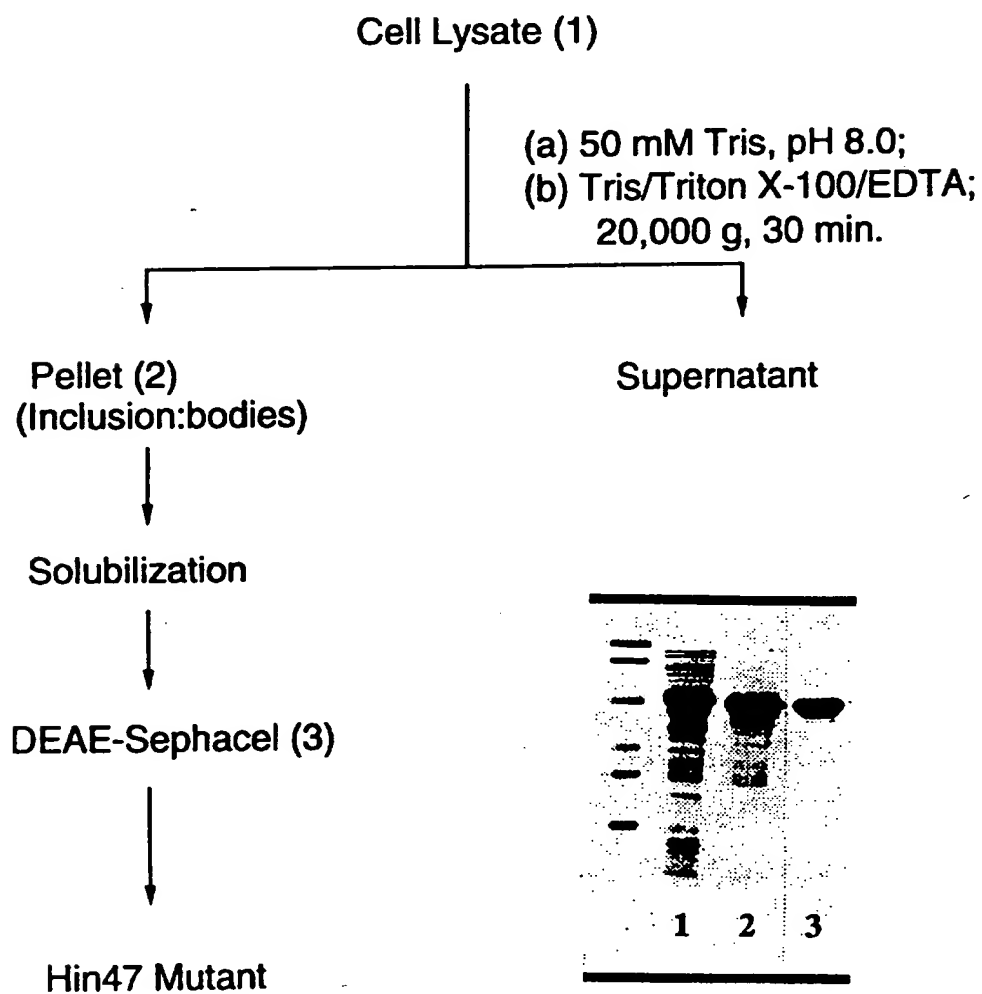 Cell Lysate (1)
(a) 50 mM Tris, pH 8.0;
(b) Tris/Triton X-100/EDTA;
20,000 g, 30 min.
Pellet (2)
(Inclusion:bodies)
Supernatant
Solubilization
DEAE-Sephacel (3)
Hin47 Mutant
1 2 3